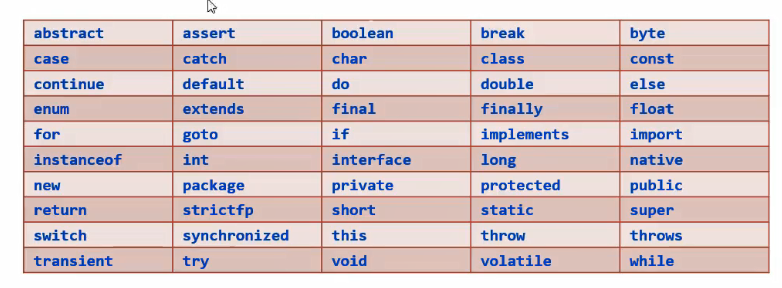 abstract assert boolean break byte
case catch char class const
continue default do double else
enum extends final finally float
for goto if implements import
instanceof int interface long native
new package private protected public
return strictfp short static super
switch synchronized this throw throws
transient try void volatile while